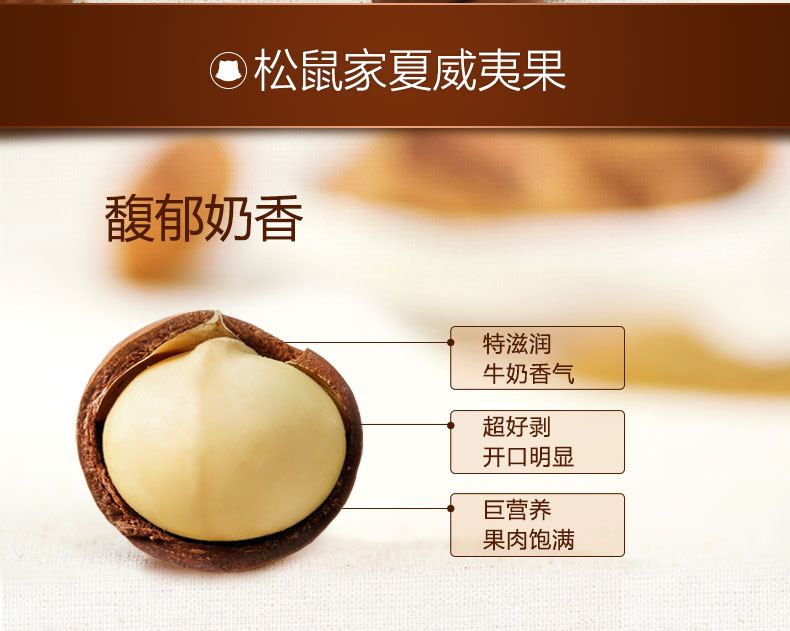 松鼠家夏威夷果
馥郁奶香
特滋润
牛奶香气
超好剥
开口明显
巨营养
果肉饱满